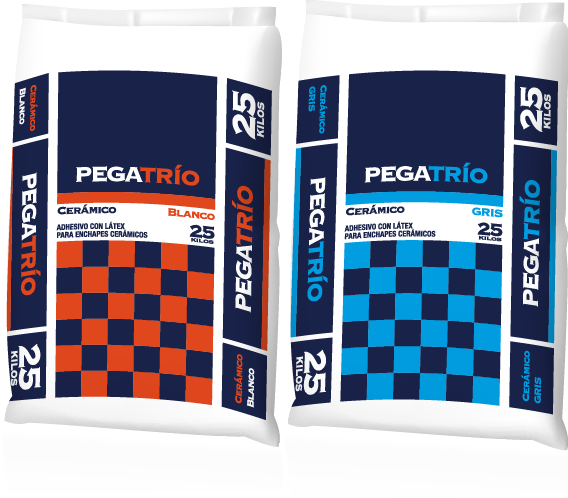 CERÁMICO
BLANCO
25
KILOS
PEGATRÍO
PEGATRÍO
CERÁMICO
BLANCO
ADHESIVO CON LÁTEX
PARA ENCHAPES CERÁMICOS
25
KILOS
PEGATRÍO
25
KILOS
CERÁMICO
BLANCO
CERÁMICO
GRIS
25
KILOS
PEGATRÍO
PEGATRÍO
CERÁMICO
GRIS
ADHESIVO CON LÁTEX
PARA ENCHAPES CERÁMICOS
25
KILOS
PEGATRÍO
25
KILOS
CERÁMICO
GRIS